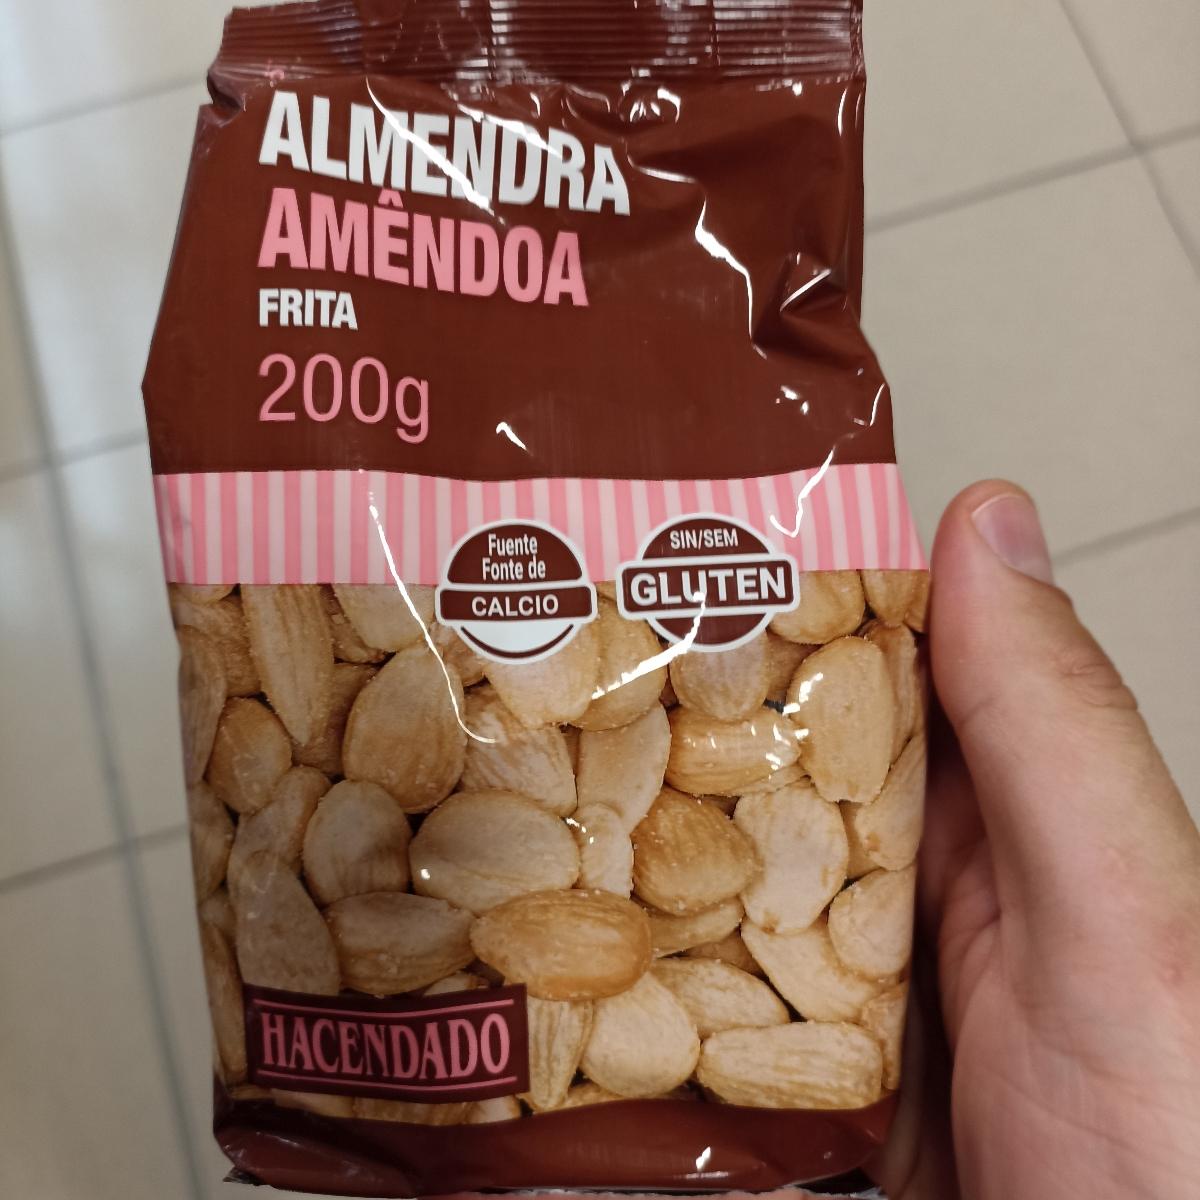 ALMENDRA
AMÊNDOA
FRITA
200g
Fuente
Fonte de
CALCIO
SIN/SEM
GLUTEN
HACENDADO